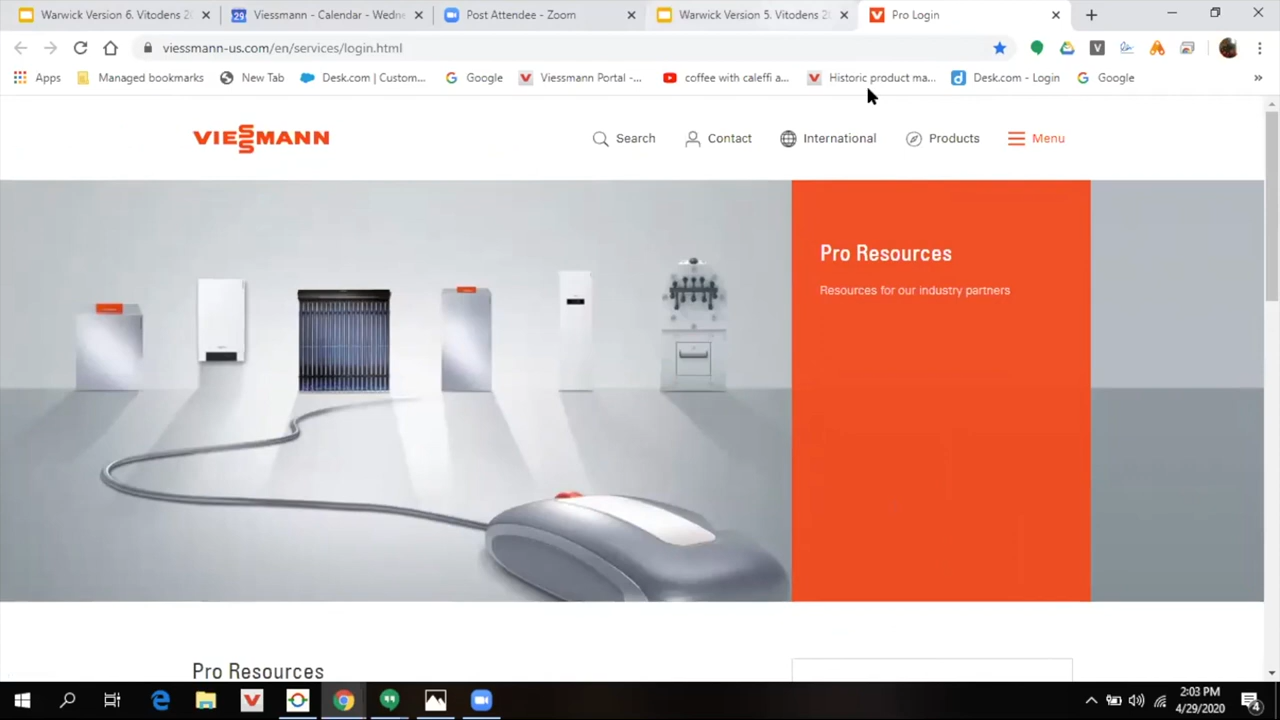 Warwick Version 6. Vitodens 2
Viessmann - Calendar - Wedne
Post Attendee - Zoom
Warwick Version 5. Vitodens 2
Pro Login
viessmann-us.com/en/services/login.html
Apps
Managed bookmarks
New Tab
Desk.com | Custom...
Google
Viessmann Portal -...
coffee with caleffi a...
Historic product ma...
Desk.com - Login
Google
VIESSMANN
Search
Contact
International
Products
Menu
Pro Resources
Resources for our industry partners
Pro Resources
2:03 PM
4/29/2020
4